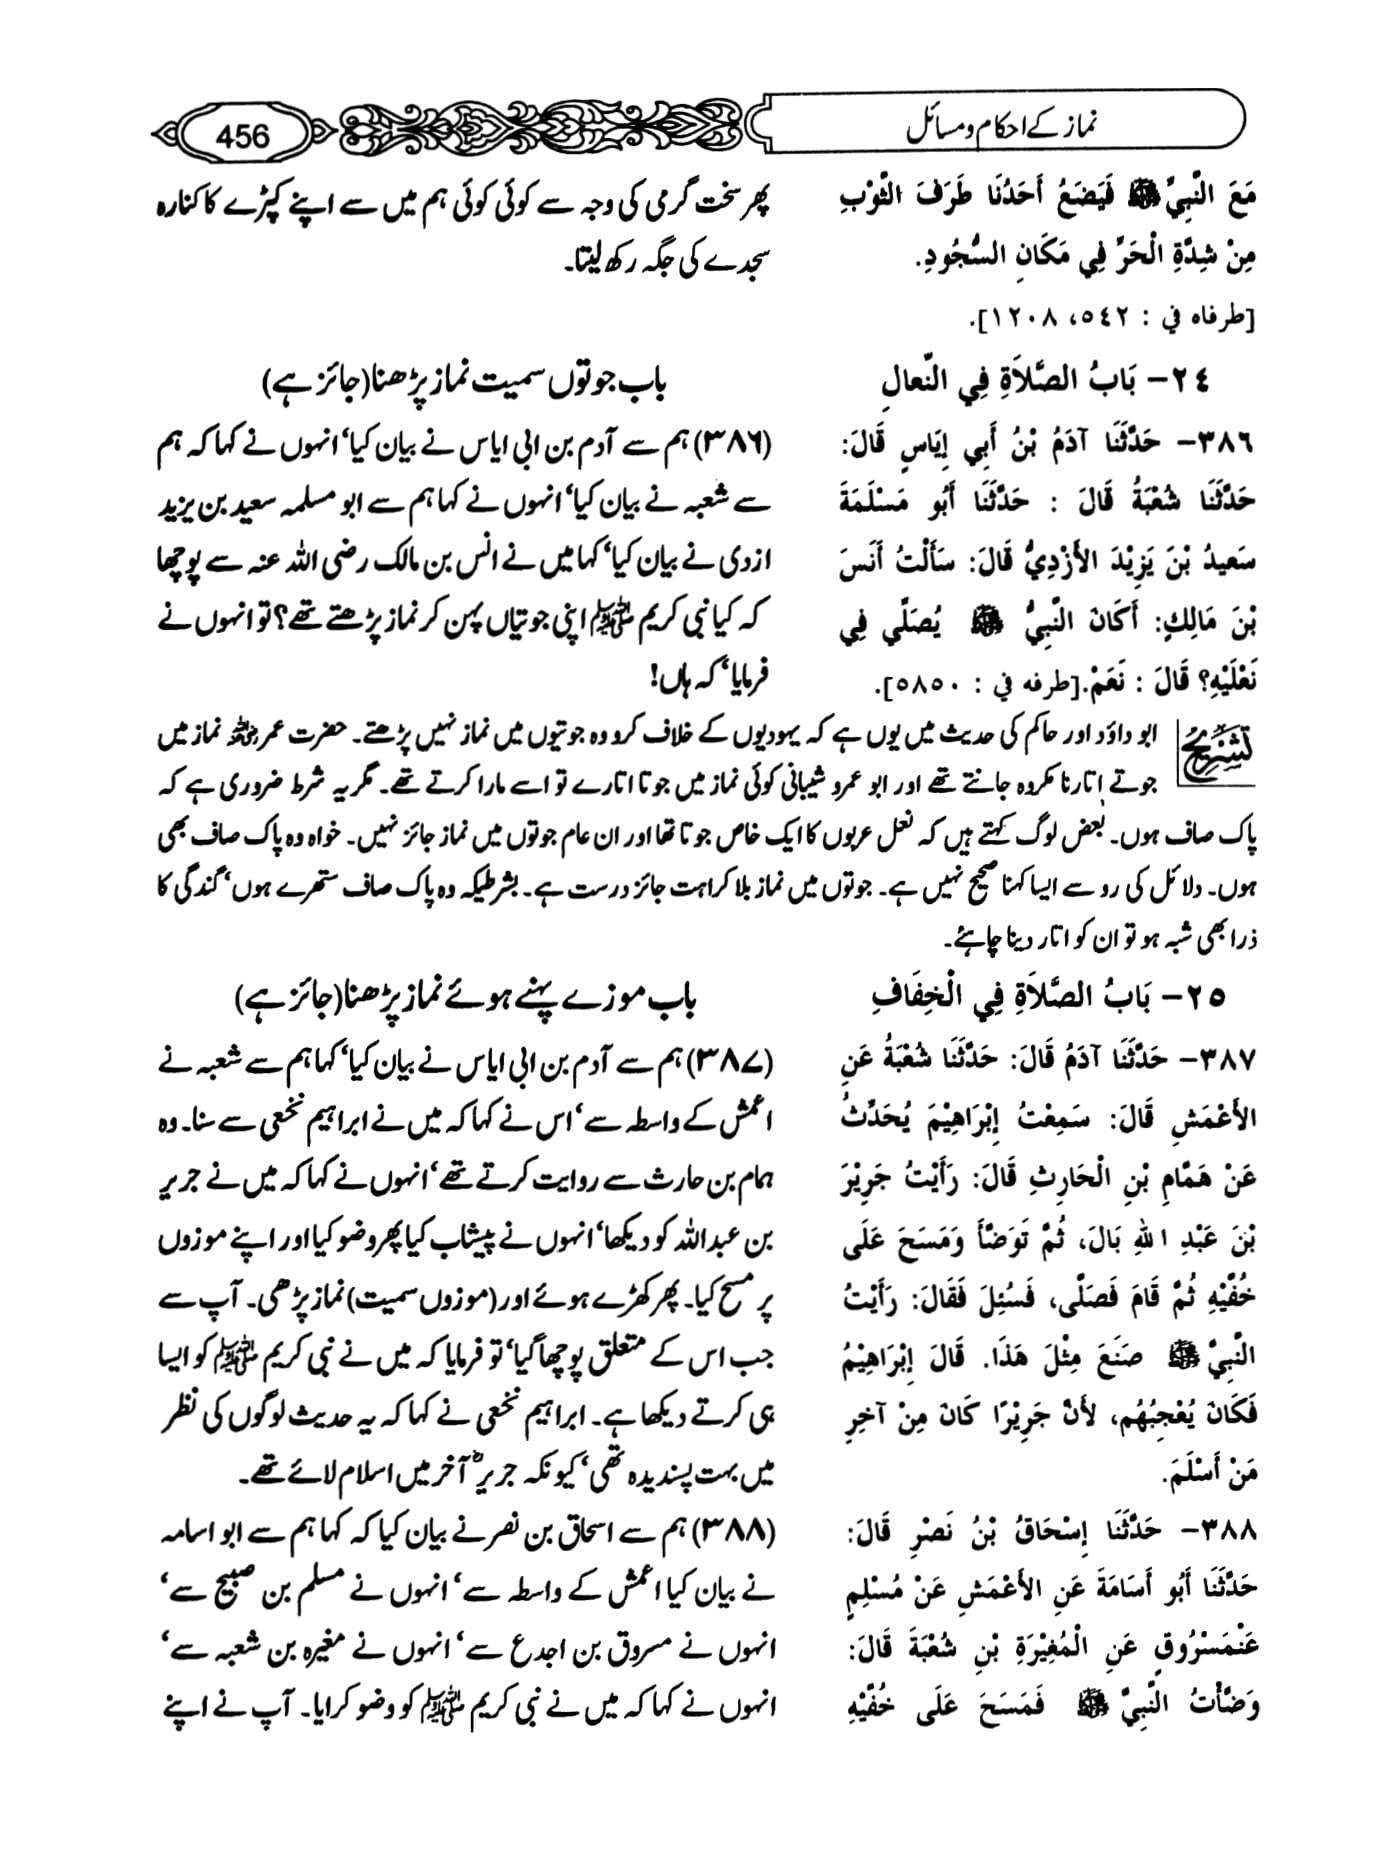 نماز کے احکام و مسائل
456
مَعَ النَّبِيِّ ﷺ فَيَضَعُ أَحَدُنَا طَرَفَ الثَّوْبِ
مِنْ شِدَّةِ الْحَرِّ فِي مَكَانِ السُّجُودِ.
[طرفاه في : ٥٤٢، ١٢٠٨].
پھر سخت گرمی کی وجہ سے کوئی کوئی ہم میں سے اپنے کپڑے کا کنارہ
سجدے کی جگہ رکھ لیتا۔
٢٤- بَابُ الصَّلاَةِ فِي النِّعالِ
باب جوتوں سمیت نماز پڑھنا (جائز ہے)
٣٨٦- حَدَّثَنَا آدَمُ بْنُ أَبِي إِيَاسٍ قَالَ:
حَدَّثَنَا شُعْبَةُ قَالَ : حَدَّثَنَا أَبُو مَسْلَمَةَ
سَعيدُ بْنَ يَزِيْدَ الأَزْدِيُّ قَالَ: سَأَلْتُ أَنَسَ
بْنَ مَالِكٍ: أَكَانَ النَّبِيُّ ﷺ يُصَلِّي فِي
نَعْلَيْهِ؟ قَالَ : نَعَمْ.[طرفه في : ٥٨٥٠].
(۳۸۶) ہم سے آدم بن ابی ایاس نے بیان کیا‘ انہوں نے کہا کہ ہم
سے شعبہ نے بیان کیا‘ انہوں نے کہا ہم سے ابو مسلمہ سعید بن یزید
ازدی نے بیان کیا‘ کہا میں نے انس بن مالک رضی اللہ عنہ سے پوچھا
کہ کیا نبی کریم ﷺ اپنی جوتیاں پہن کر نماز پڑھتے تھے؟ تو انہوں نے
فرمایا‘ کہ ہاں!
تشریح ابو داؤد اور حاکم کی حدیث میں یوں ہے کہ یہودیوں کے خلاف کرو وہ جوتیوں میں نماز نہیں پڑھتے۔ حضرت عمر رضی اللہ عنہ نماز میں
جوتے اتارنا مکروہ جانتے تھے اور ابو عمرو شیبانی کوئی نماز میں جوتا اتارے تو اسے مارا کرتے تھے۔ مگر یہ شرط ضروری ہے کہ
پاک صاف ہوں۔ بعض لوگ کہتے ہیں کہ نعل عربوں کا ایک خاص جوتا تھا اور ان عام جوتوں میں نماز جائز نہیں۔ خواہ وہ پاک صاف بھی
ہوں۔ دلائل کی رو سے ایسا کہنا صحیح نہیں ہے۔ جوتوں میں نماز بلا کراہت جائز درست ہے۔ بشرطیکہ وہ پاک صاف ستھرے ہوں‘ گندگی کا
ذرا بھی شبہ ہو تو ان کو اتار دینا چاہئے۔
٢٥- بَابُ الصَّلاَةِ فِي الْخِفَافِ
باب موزے پہنے ہوئے نماز پڑھنا (جائز ہے)
٣٨٧- حَدَّثَنَا آدَمُ قَالَ: حَدَّثَنَا شُعْبَةُ عَنِ
الأَعْمَشِ قَالَ: سَمِعْتُ إِبْرَاهِيْمَ يُحَدِّثُ
عَنْ هَمَّامِ بْنِ الْحَارِثِ قَالَ: رَأَيْتُ جَرِيْرَ
بْنَ عَبْدِ اللهِ بَالَ، ثُمَّ تَوَضَّأَ وَمَسَحَ عَلَى
خُفَّيْهِ ثُمَّ قَامَ فَصَلَّى، فَسُئِلَ فَقَالَ: رَأَيْتُ
النَّبِيَّ ﷺ صَنَعَ مِثْلَ هَذَا. قَالَ إِبْرَاهِيْمُ
فَكَانَ يُعْجِبُهُم، لأَنَّ جَرِيْرًا كَانَ مِنْ آخِرِ
مَنْ أَسْلَمَ.
(۳۸۷) ہم سے آدم بن ابی ایاس نے بیان کیا‘ کہا ہم سے شعبہ نے
اعمش کے واسطہ سے‘ اس نے کہا کہ میں نے ابراہیم نخعی سے سنا۔ وہ
ہمام بن حارث سے روایت کرتے تھے‘ انہوں نے کہا کہ میں نے جریر
بن عبداللہ کو دیکھا‘ انہوں نے پیشاب کیا پھر وضو کیا اور اپنے موزوں
پر مسح کیا۔ پھر کھڑے ہوئے اور (موزوں سمیت) نماز پڑھی۔ آپ سے
جب اس کے متعلق پوچھا گیا‘ تو فرمایا کہ میں نے نبی کریم ﷺ کو ایسا
ہی کرتے دیکھا ہے۔ ابراہیم نخعی نے کہا کہ یہ حدیث لوگوں کی نظر
میں بہت پسندیدہ تھی‘ کیونکہ جریرؓ آخر میں اسلام لائے تھے۔
٣٨٨- حَدَّثَنَا إِسْحَاقُ بْنُ نَصْرٍ قَالَ:
حَدَّثَنَا أَبُو أُسَامَةَ عَنِ الأَعْمَشِ عَنْ مُسْلِمٍ
عَنْمَسْرُوقٍ عَنِ الْمُغِيْرَةِ بْنِ شُعْبَةَ قَالَ:
وَضَّأْتُ النَّبِيَّ ﷺ فَمَسَحَ عَلَى خُفَّيْهِ
(۳۸۸) ہم سے اسحاق بن نصر نے بیان کیا کہ کہا ہم سے ابو اسامہ
نے بیان کیا اعمش کے واسطہ سے‘ انہوں نے مسلم بن صبیح سے‘
انہوں نے مسروق بن اجدع سے‘ انہوں نے مغیرہ بن شعبہ سے‘
انہوں نے کہا کہ میں نے نبی کریم ﷺ کو وضو کرایا۔ آپ نے اپنے